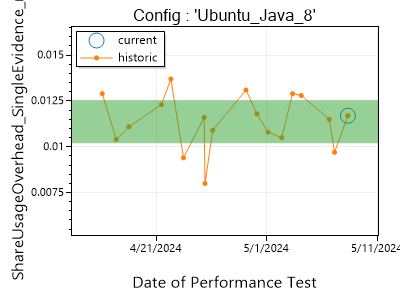 Config : 'Ubuntu_Java_8'
ShareUsageOverhead_SingleEvidence_
current
historic
0.015
0.0125
0.01
0.0075
4/21/2024
5/1/2024
5/11/2024
Date of Performance Test